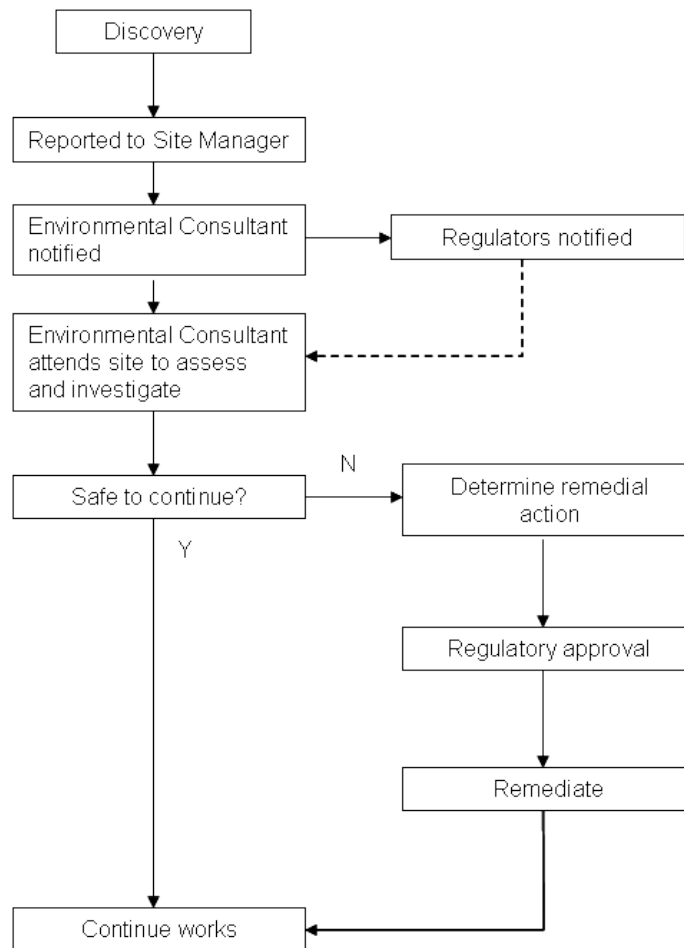 Discovery
Reported to Site Manager
Environmental Consultant
notified
Regulators notified
Environmental Consultant
attends site to assess
and investigate
Safe to continue?
N
Determine remedial
action
Y
Regulatory approval
Remediate
Continue works